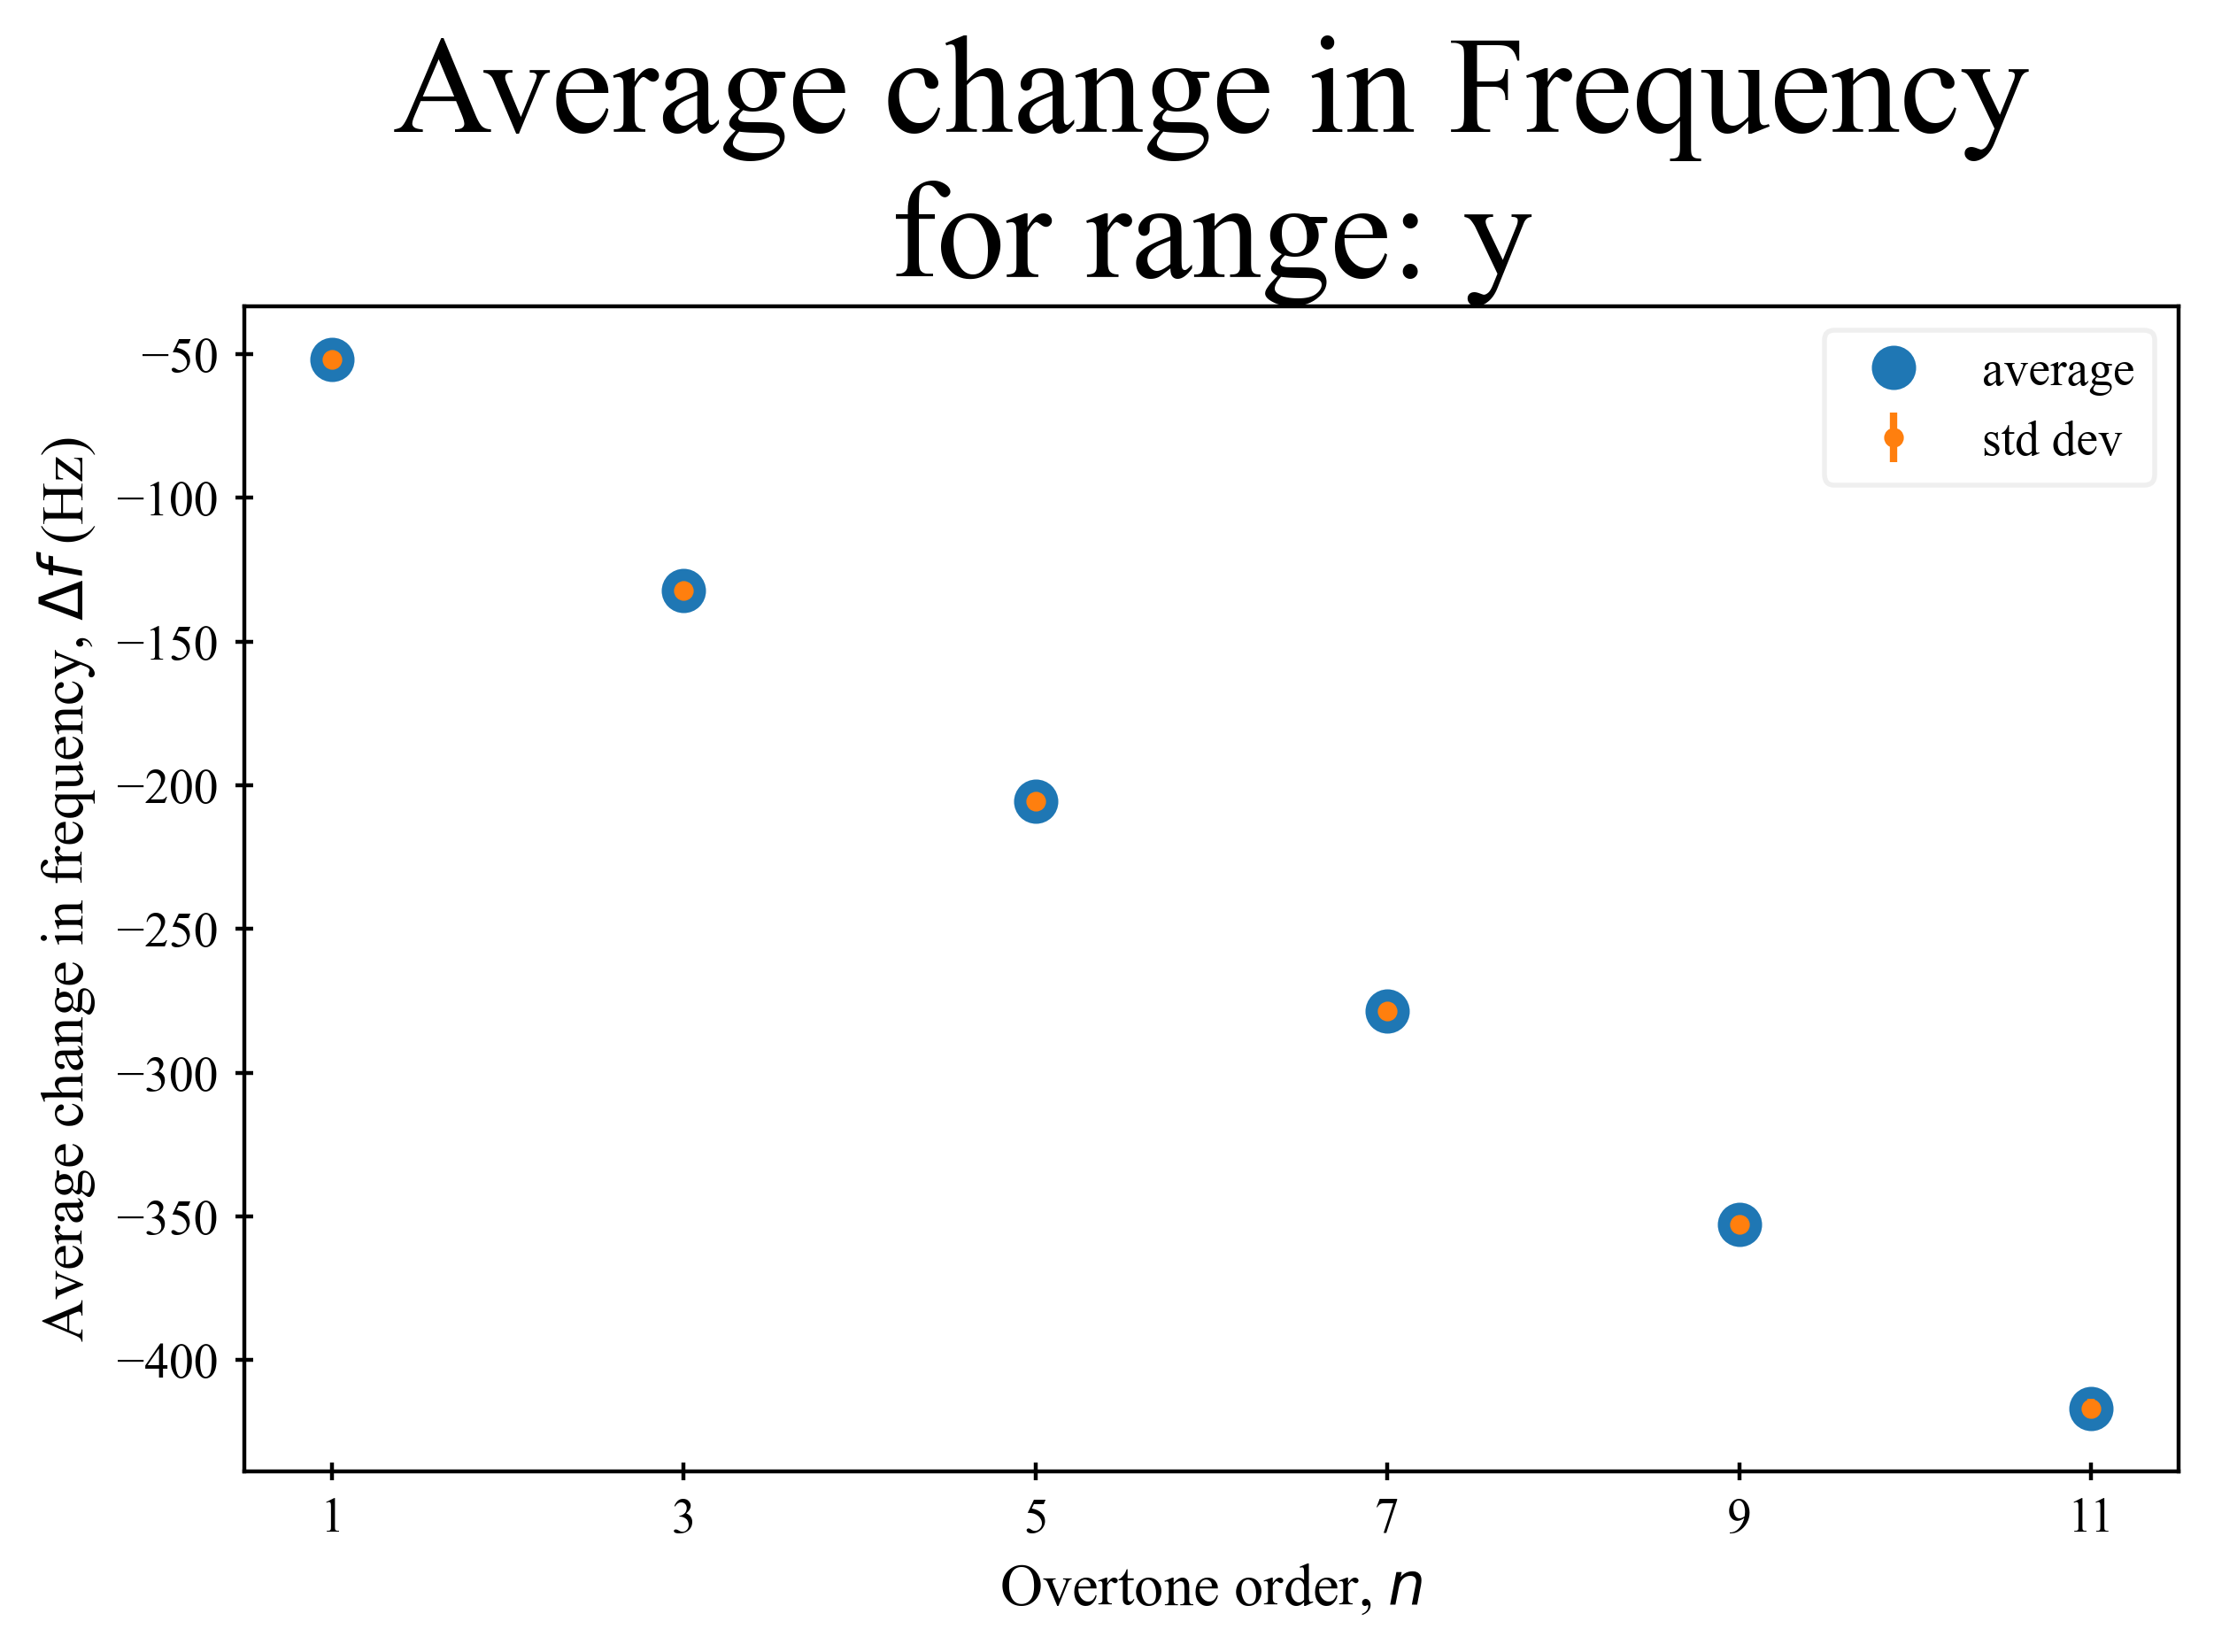 Average change in Frequency
for range: y
average
std dev
Average change in frequency, Δf (Hz)
−50
−100
−150
−200
−250
−300
−350
−400
1 3 5 7 9 11
Overtone order, n